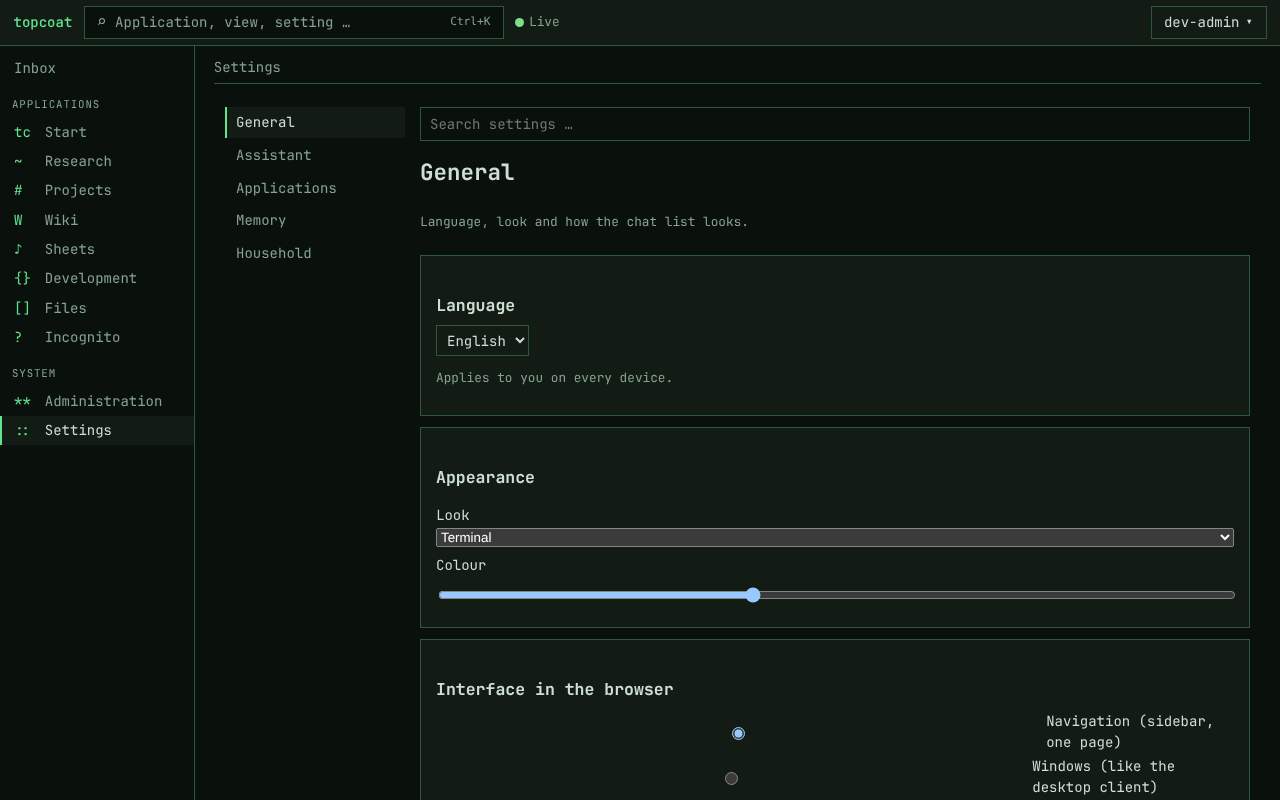 topcoat
⌕ Application, view, setting … Ctrl+K
Live
dev-admin ▾
Inbox
APPLICATIONS
tc Start
~ Research
# Projects
W Wiki
♪ Sheets
{} Development
[] Files
? Incognito
SYSTEM
** Administration
:: Settings
Settings
General
Assistant
Applications
Memory
Household
Search settings …
General
Language, look and how the chat list looks.
Language
English
Applies to you on every device.
Appearance
Look
Terminal
Colour
Interface in the browser
Navigation (sidebar,
one page)
Windows (like the
desktop client)